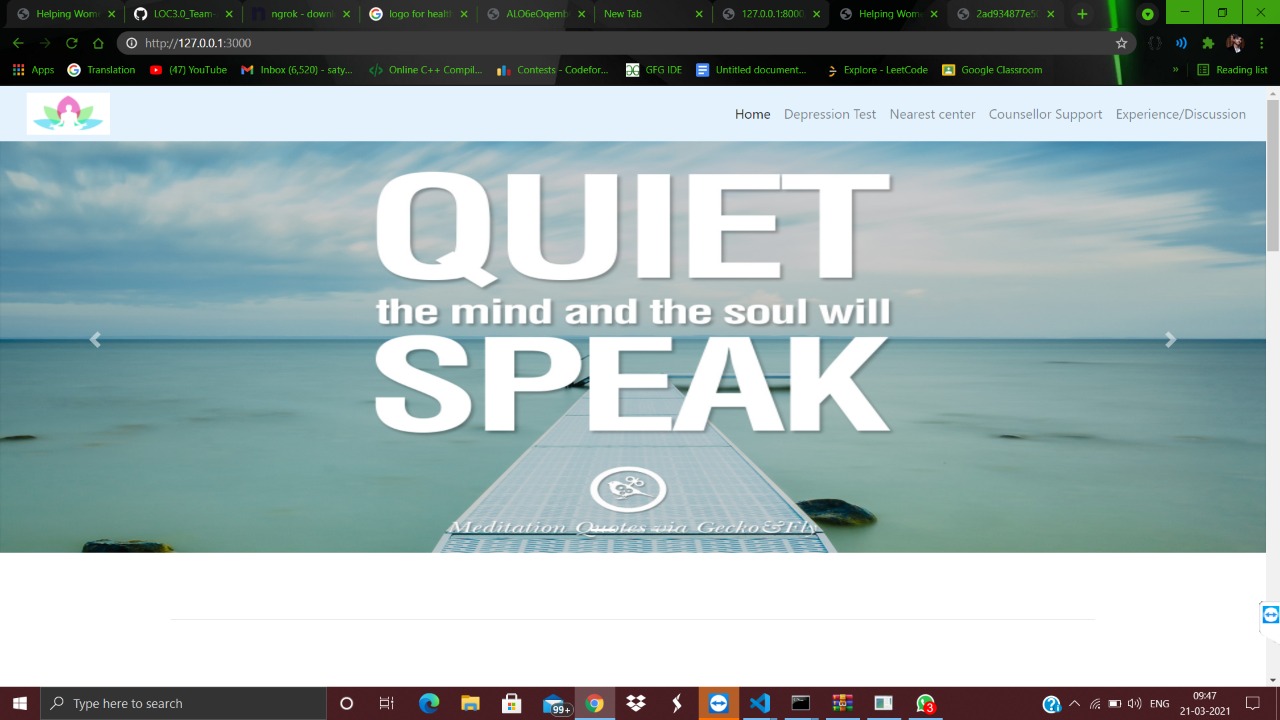 Helping Wome
LOC3.0_Team-
ngrok - downl
logo for health
ALO6eOqemb
New Tab
127.0.0.1:8000
Helping Wome
2ad934877e5
http://127.0.0.1:3000
Apps
Translation
(47) YouTube
Inbox (6,520) - saty...
Online C++ Compil...
Contests - Codefor...
GFG IDE
Untitled document...
Explore - LeetCode
Google Classroom
»
Reading list
Home
Depression Test
Nearest center
Counsellor Support
Experience/Discussion
QUIET
the mind and the soul will
SPEAK
Meditation Quotes via Gecko&Fly
Type here to search
99+
3
ENG
09:47
21-03-2021